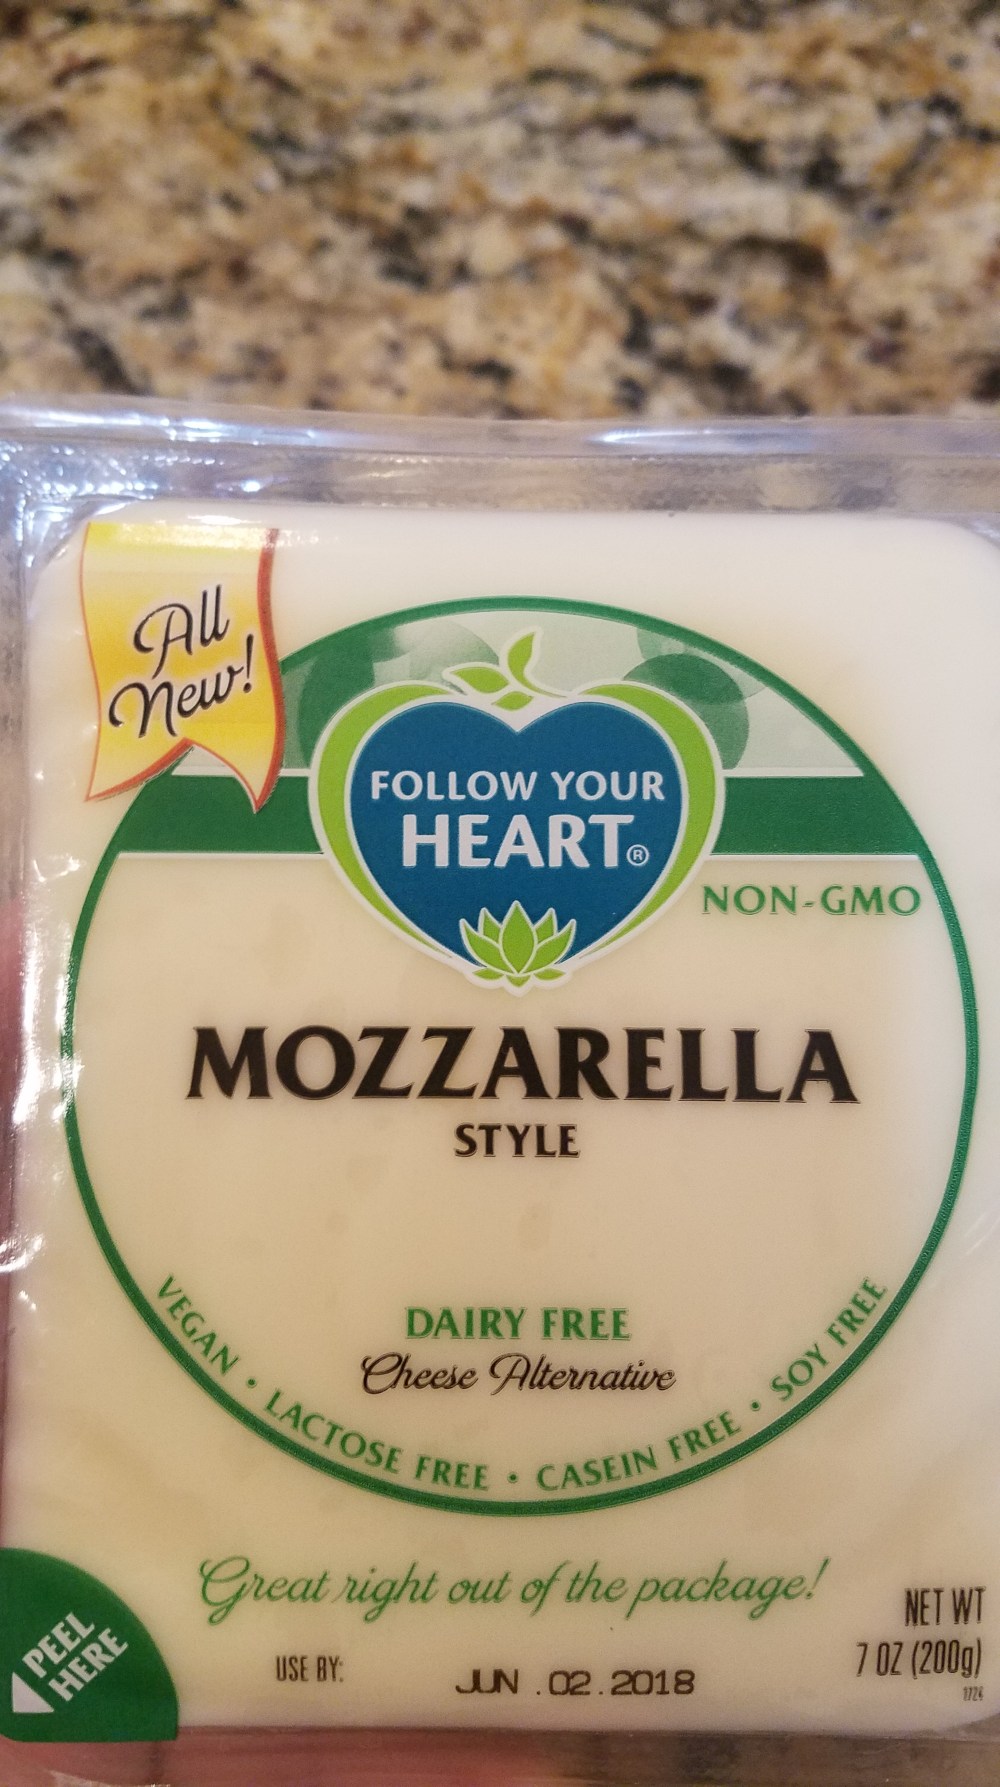 All
New!
FOLLOW YOUR
HEART®
NON-GMO
MOZZARELLA
STYLE
DAIRY FREE
Cheese Alternative
VEGAN • LACTOSE FREE • CASEIN FREE • SOY FREE
Great right out of the package!
PEEL
HERE
USE BY: JUN . 02 . 2018
NET WT
7 OZ (200g)